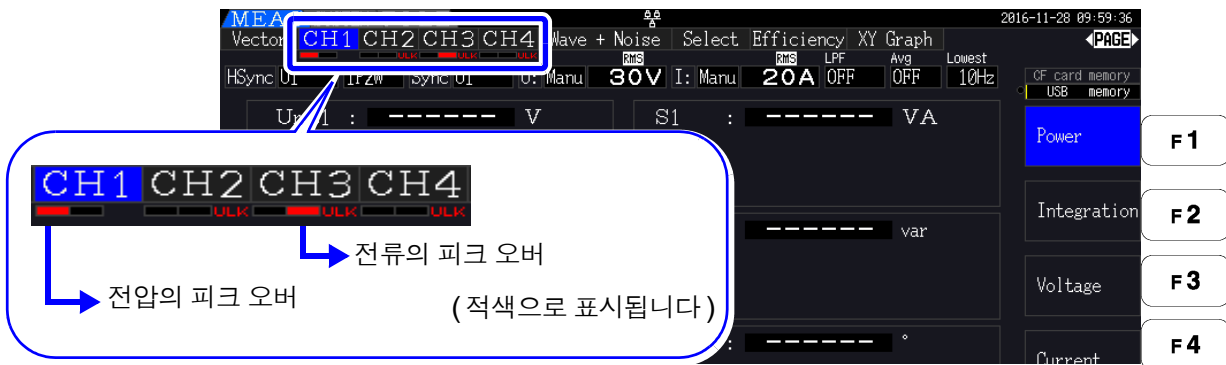 MEAS
2016-11-28 09:59:36
Vector CH1 CH2 CH3 CH4 Wave + Noise Select Efficiency XY Graph
PAGE
ULK ULK ULK
RMS RMS LPF Avg Lowest
HSync U1 1P2W Sync U1 U: Manu 30V I: Manu 20A OFF OFF 10Hz
CF card memory
USB memory
: ------ V
S1 : ------ VA
Power F1
CH1 CH2 CH3 CH4
ULK ULK ULK
Integration F2
------ var
전류의 피크 오버
Voltage F3
전압의 피크 오버
(적색으로 표시됩니다)
: ------ °
Current F4